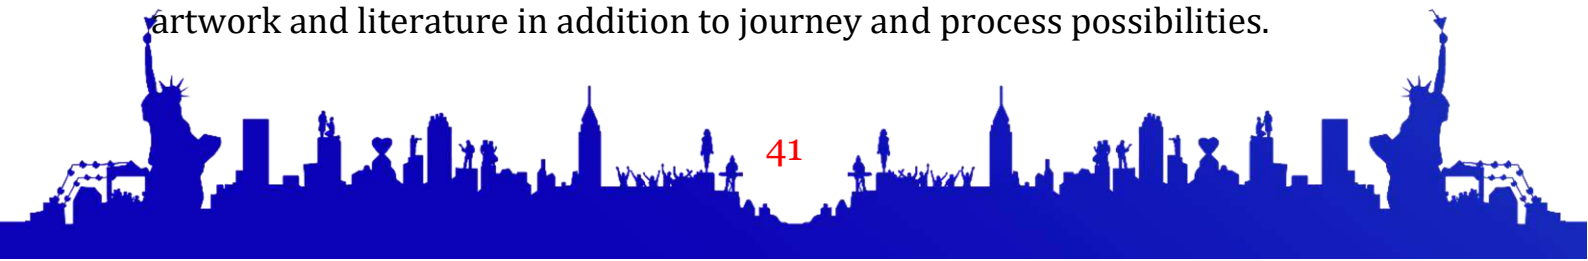 artwork and literature in addition to journey and process possibilities.
41